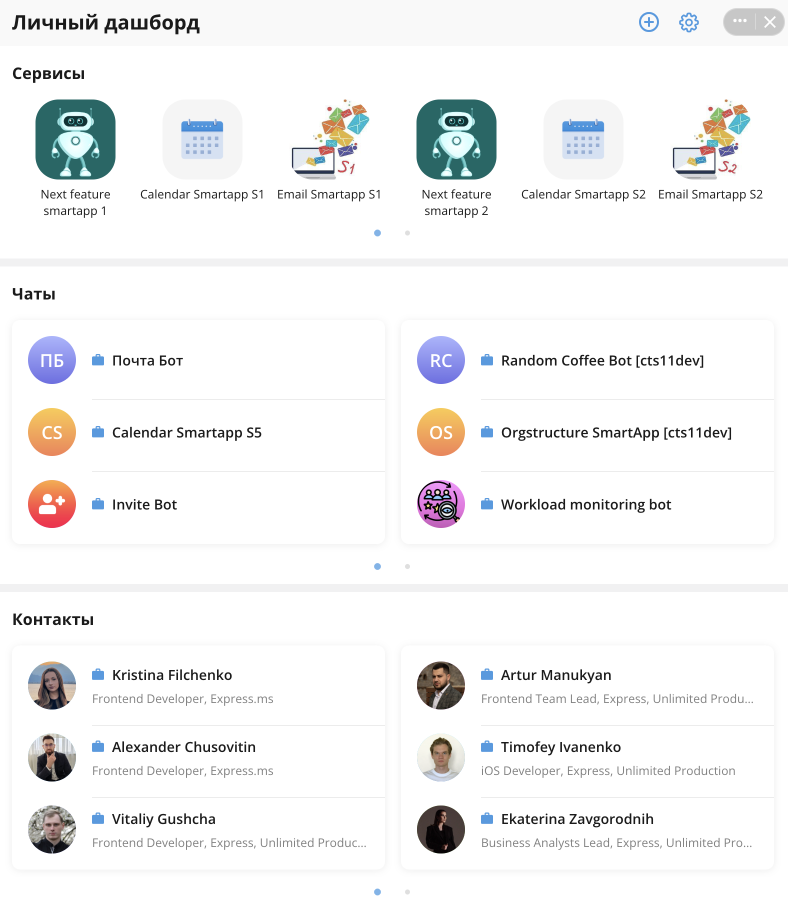 Личный дашборд
Сервисы
S1
S2
Next feature
smartapp 1
Calendar Smartapp S1
Email Smartapp S1
Next feature
smartapp 2
Calendar Smartapp S2
Email Smartapp S2
Чаты
ПБ
Почта Бот
RC
Random Coffee Bot [cts11dev]
CS
Calendar Smartapp S5
OS
Orgstructure SmartApp [cts11dev]
Invite Bot
Workload monitoring bot
Контакты
Kristina Filchenko
Frontend Developer, Express.ms
Artur Manukyan
Frontend Team Lead, Express, Unlimited Produ...
Alexander Chusovitin
Frontend Developer, Express.ms
Timofey Ivanenko
iOS Developer, Express, Unlimited Production
Vitaliy Gushcha
Frontend Developer, Express, Unlimited Produc...
Ekaterina Zavgorodnih
Business Analysts Lead, Express, Unlimited Pro...